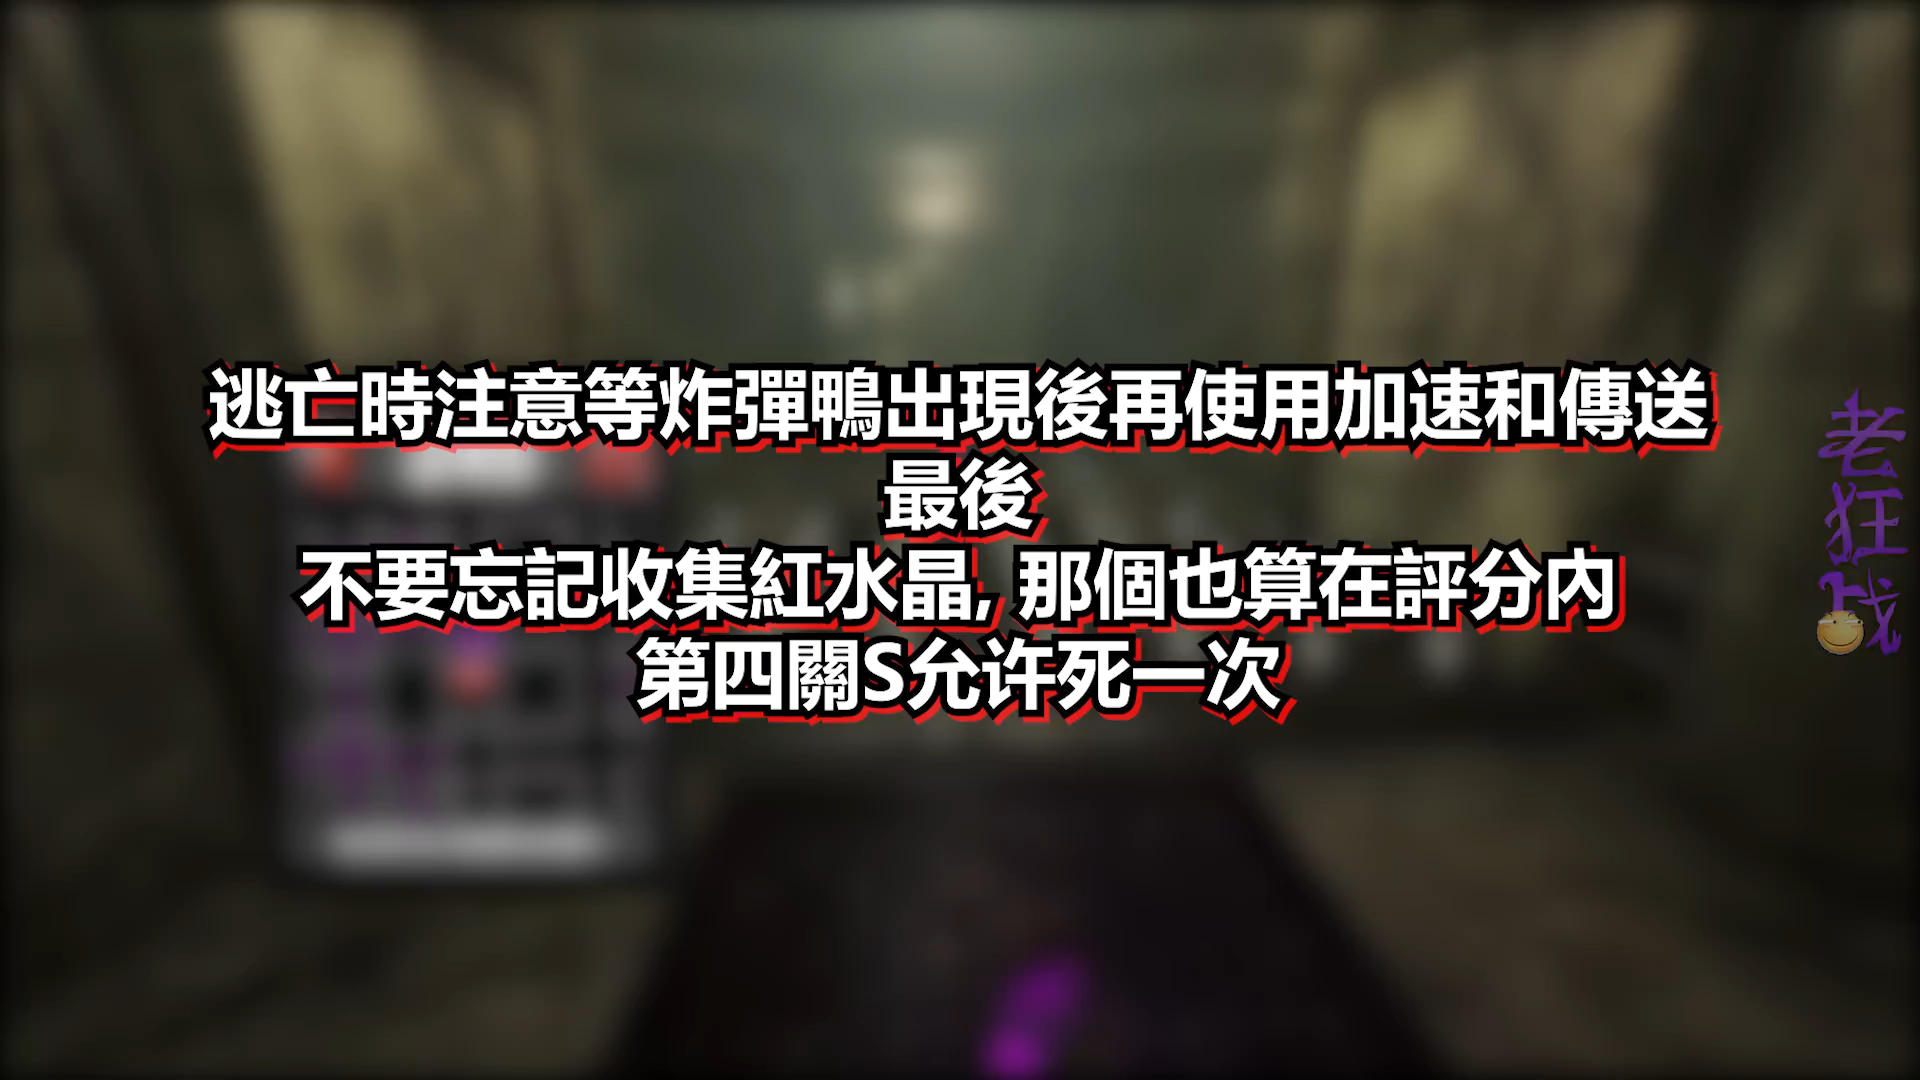 逃亡時注意等炸彈鴨出現後再使用加速和傳送
最後
不要忘記收集紅水晶, 那個也算在評分內
第四關S允许死一次
老狂戏